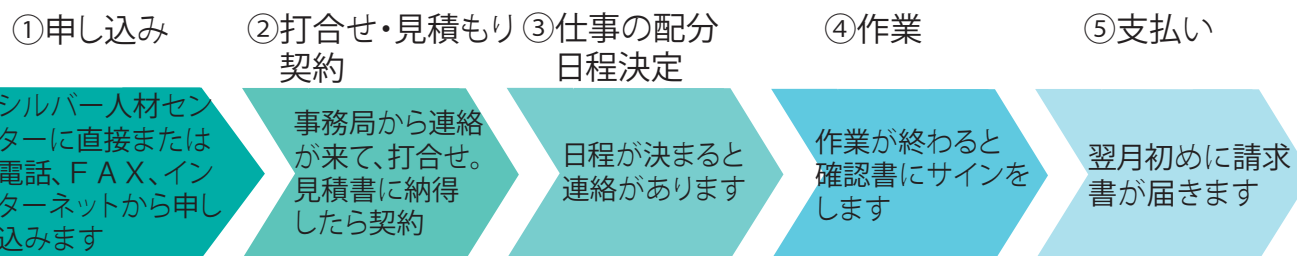 ①申し込み
シルバー人材セン
ターに直接または
電話、ＦＡＸ、イン
ターネットから申し
込みます
②打合せ・見積もり
契約
事務局から連絡
が来て、打合せ。
見積書に納得
したら契約
③仕事の配分
日程決定
日程が決まると
連絡があります
④作業
作業が終わると
確認書にサインを
します
⑤支払い
翌月初めに請求
書が届きます